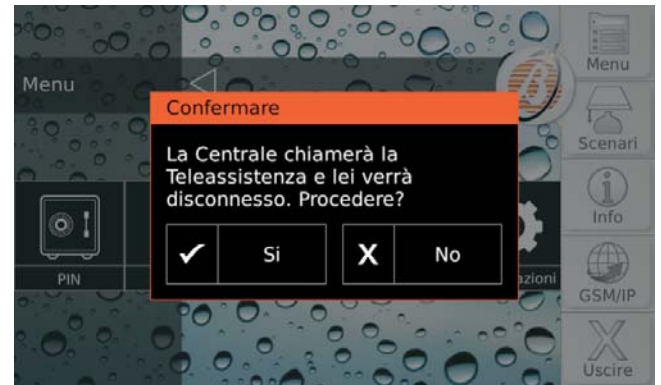 Menu
Confermare
La Centrale chiamerà la
Teleassistenza e lei verrà
disconnesso. Procedere?
Si
No
PIN
azioni
Menu
Scenari
Info
GSM/IP
Uscire